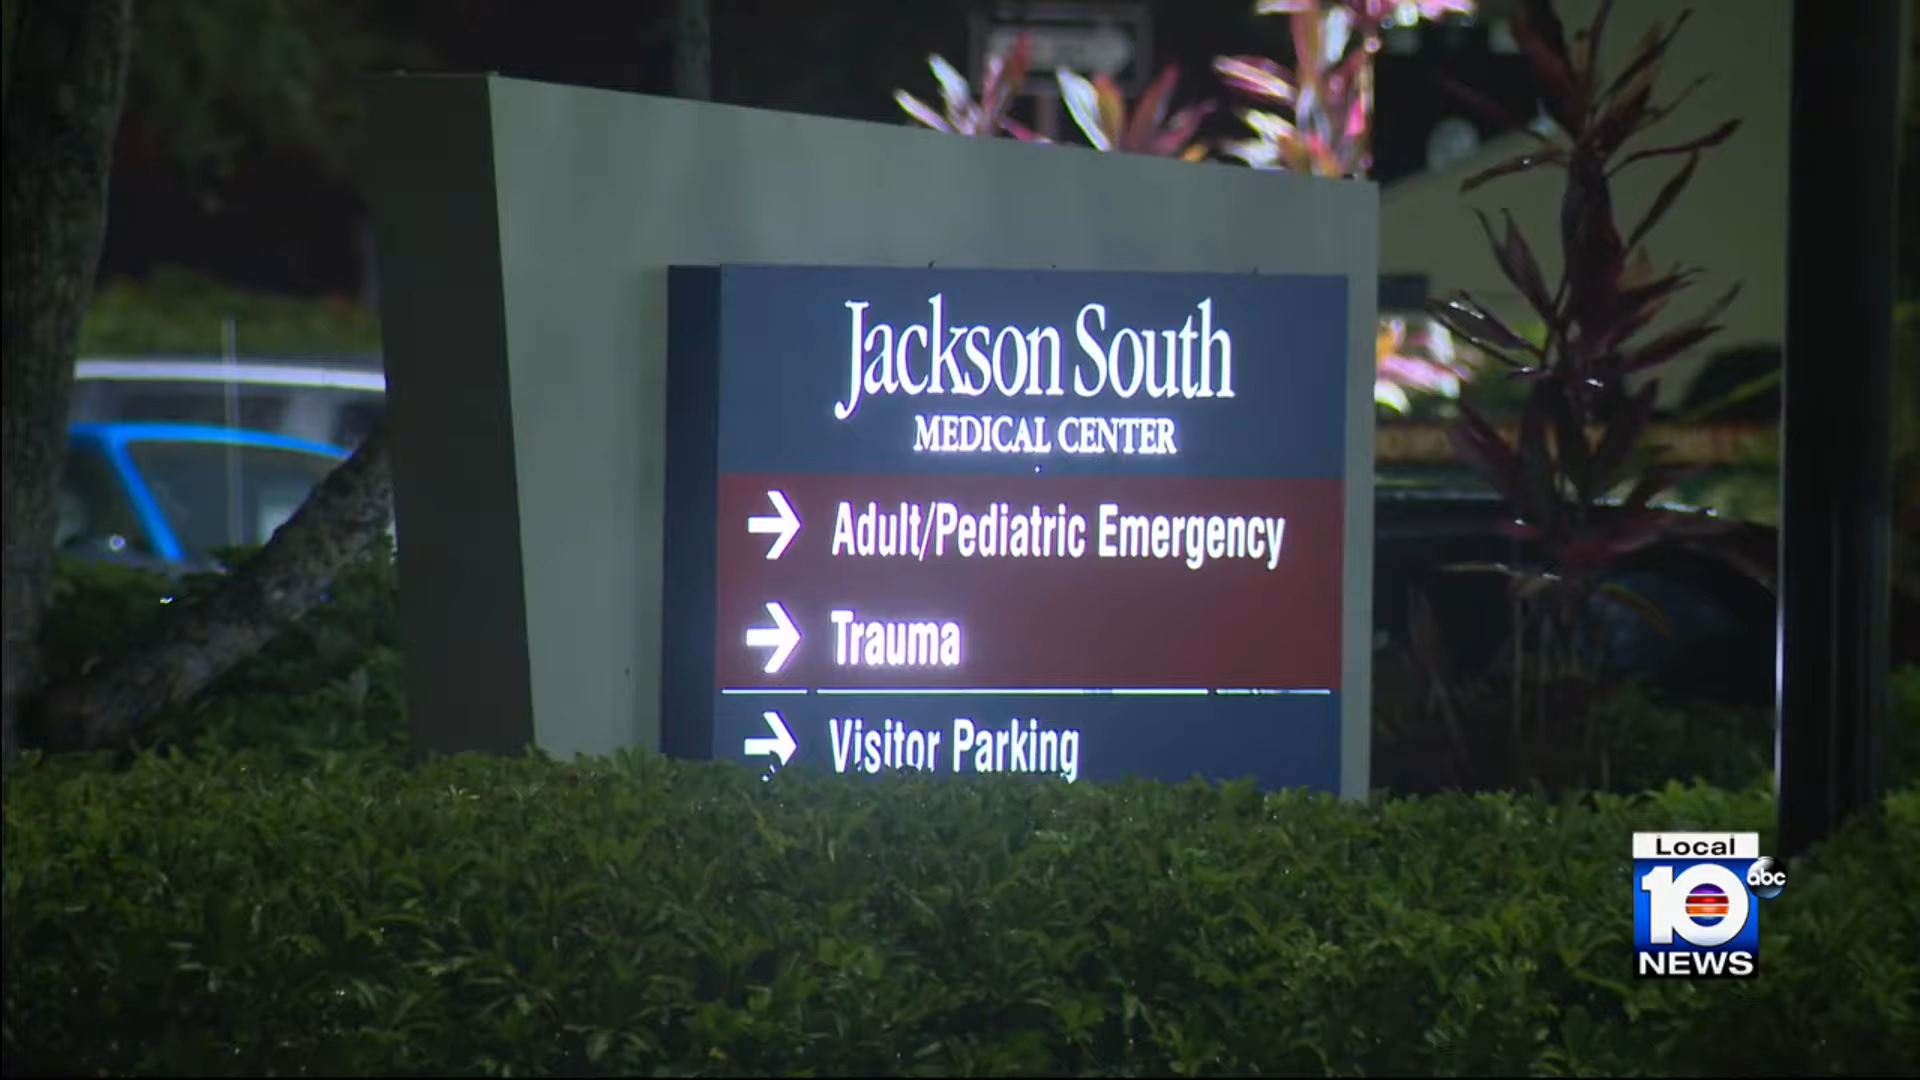 Jackson South
MEDICAL CENTER
→ Adult/Pediatric Emergency
→ Trauma
→ Visitor Parking
Local
10 abc
NEWS